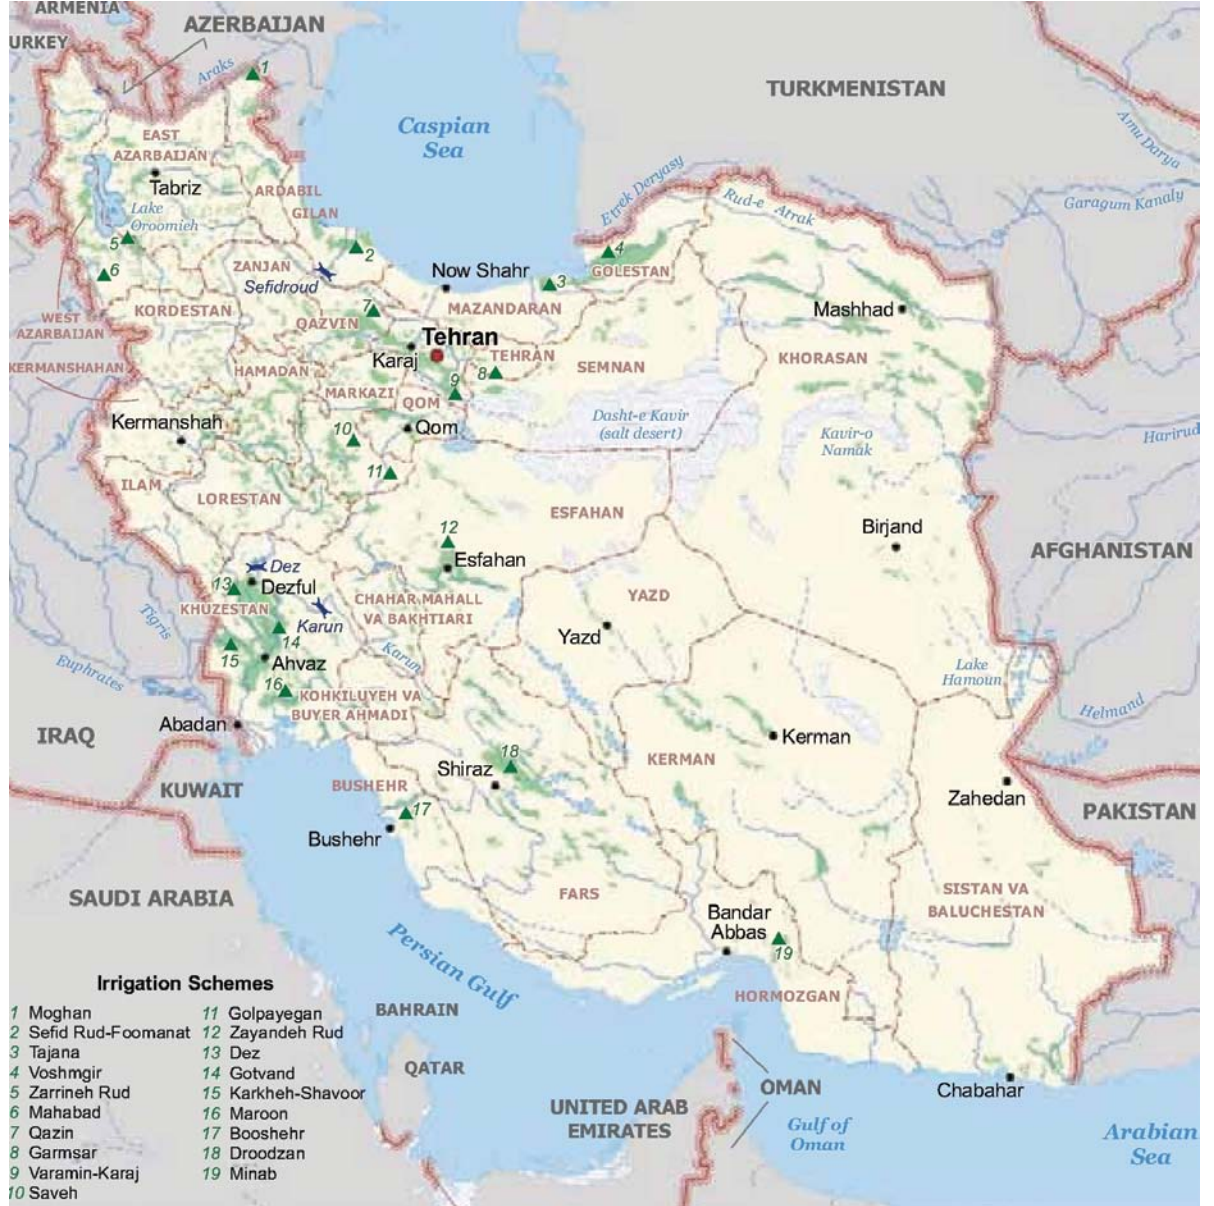 ARMENIA
AZERBAIJAN
URKEY
Araks
1
TURKMENISTAN
Caspian
Sea
Amu Darya
EAST
AZARBAIJAN
Tabriz
ARDABIL
Etrek Deryasy
Rud-e Atrak
Garagum Kanaly
Lake
Oroomieh
GILAN
5
2
4
6
ZANJAN
Sefidroud
Now Shahr
3
GOLESTAN
KORDESTAN
7
MAZANDARAN
Mashhad
WEST
AZARBAIJAN
QAZVIN
Tehran
Karaj
TEHRAN
SEMNAN
KHORASAN
KERMANSHAHAN
HAMADAN
8
MARKAZI
9
QOM
Kermanshah
10
Qom
Dasht-e Kavir
(salt desert)
Kavir-o
Namak
Harirud
11
ILAM
LORESTAN
ESFAHAN
12
Birjand
AFGHANISTAN
Esfahan
Dez
13
Dezful
KHUZESTAN
CHAHAR MAHALL
VA BAKHTIARI
YAZD
Tigris
Karun
Yazd
14
15
Ahvaz
Karun
Euphrates
Lake
Hamoun
16
KOHKILUYEH VA
BUYER AHMADI
Helmand
Abadan
IRAQ
Kerman
18
KERMAN
Shiraz
KUWAIT
BUSHEHR
Zahedan
17
PAKISTAN
Bushehr
SAUDI ARABIA
FARS
SISTAN VA
BALUCHESTAN
Bandar
Abbas
19
Persian Gulf
HORMOZGAN
BAHRAIN
QATAR
OMAN
Chabahar
UNITED ARAB
EMIRATES
Gulf of
Oman
Arabian
Sea
Irrigation Schemes
1 Moghan
2 Sefid Rud-Foomanat
3 Tajana
4 Voshmgir
5 Zarrineh Rud
6 Mahabad
7 Qazin
8 Garmsar
9 Varamin-Karaj
10 Saveh
11 Golpayegan
12 Zayandeh Rud
13 Dez
14 Gotvand
15 Karkheh-Shavoor
16 Maroon
17 Booshehr
18 Droodzan
19 Minab